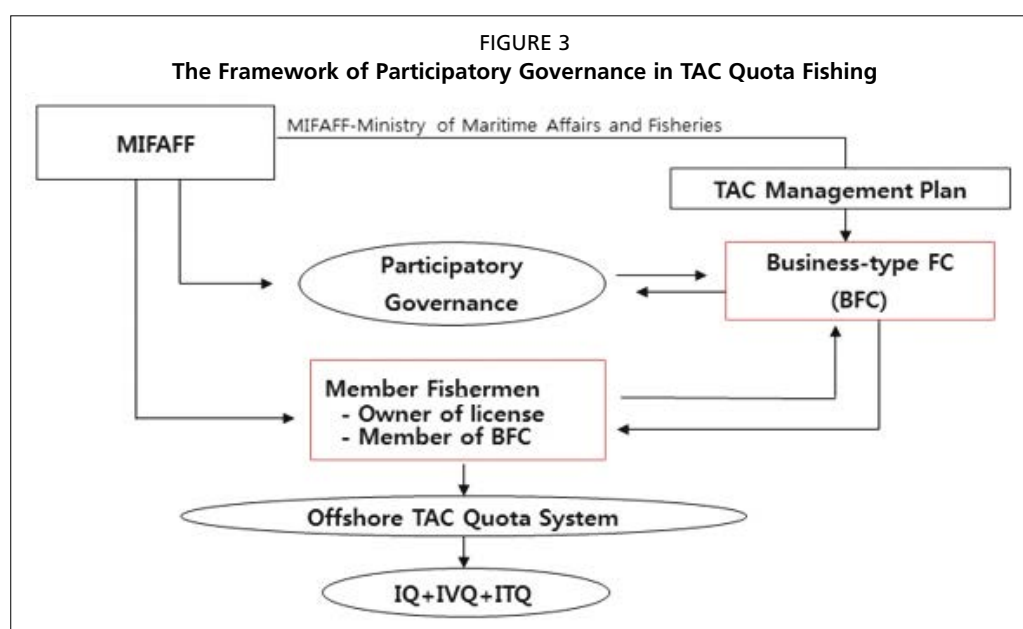 FIGURE 3
The Framework of Participatory Governance in TAC Quota Fishing
MIFAFF
MIFAFF-Ministry of Maritime Affairs and Fisheries
TAC Management Plan
Participatory
Governance
Business-type FC
(BFC)
Member Fishermen
- Owner of license
- Member of BFC
Offshore TAC Quota System
IQ+IVQ+ITQ